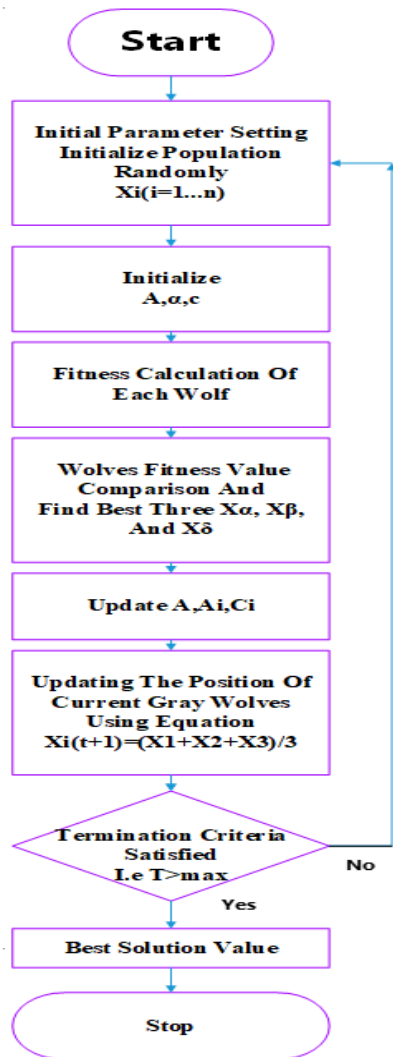 Start
Initial Parameter Setting
Initialize Population
Randomly
Xi(i=1...n)
Initialize
A,α,c
Fitness Calculation Of
Each Wolf
Wolves Fitness Value
Comparison And
Find Best Three Xα, Xβ,
And Xδ
Update A,Ai,Ci
Updating The Position Of
Current Gray Wolves
Using Equation
Xi(t+1)=(X1+X2+X3)/3
Termination Criteria
Satisfied
I.e T>max
No
Yes
Best Solution Value
Stop